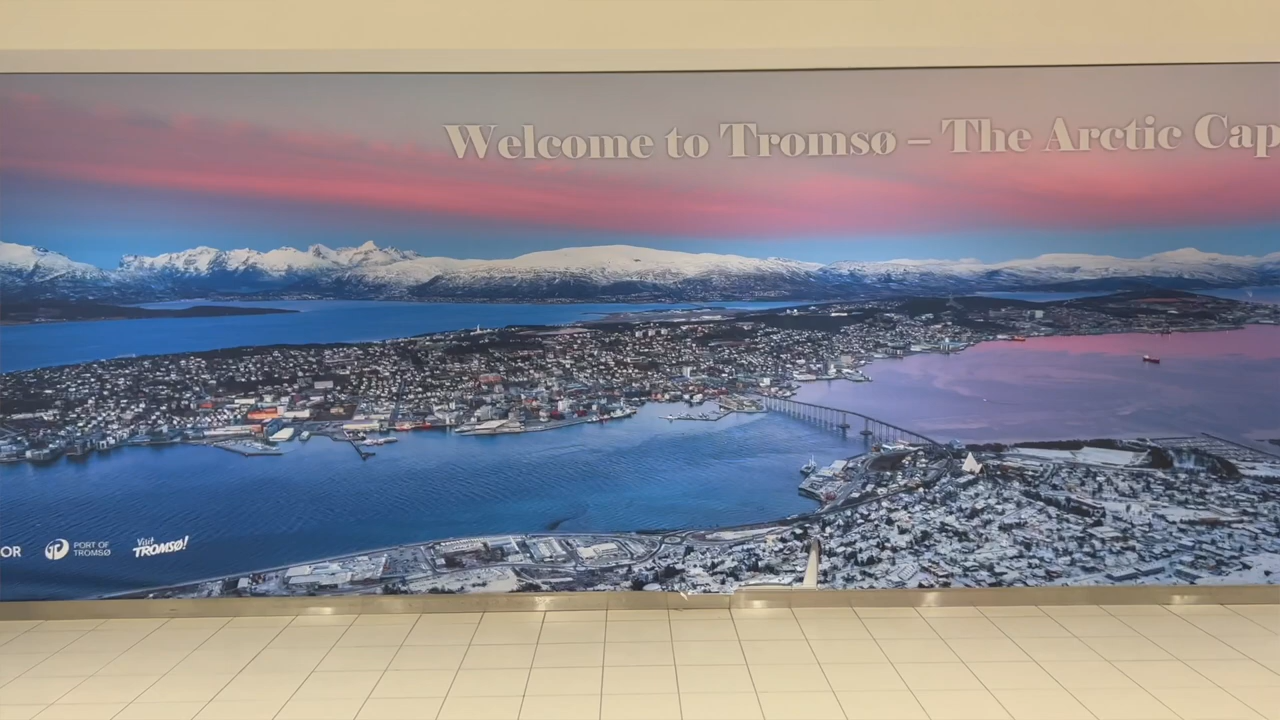 Welcome to Tromsø – The Arctic Cap
OR
PORT OF
TROMSØ
Visit
TROMSØ!